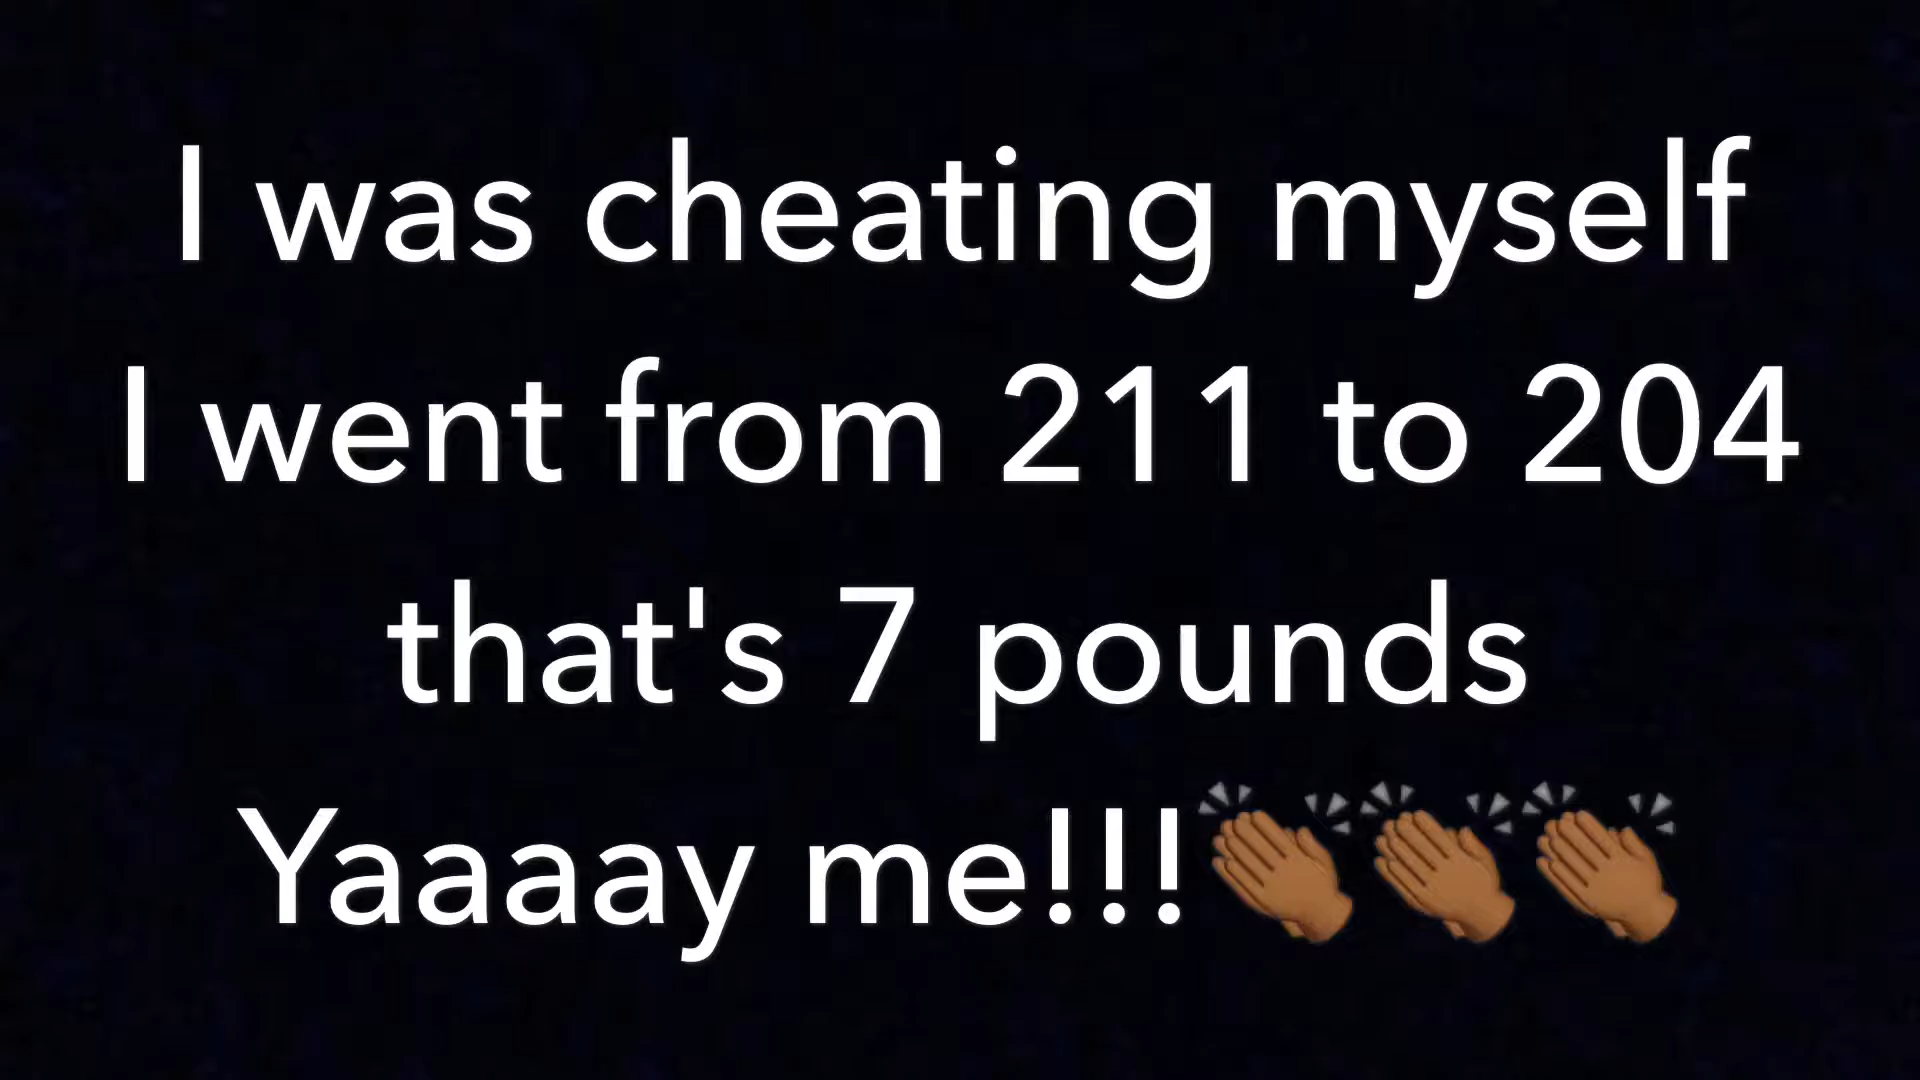 I was cheating myself
I went from 211 to 204
that's 7 pounds
Yaaaay me!!!👏🏾👏🏾👏🏾